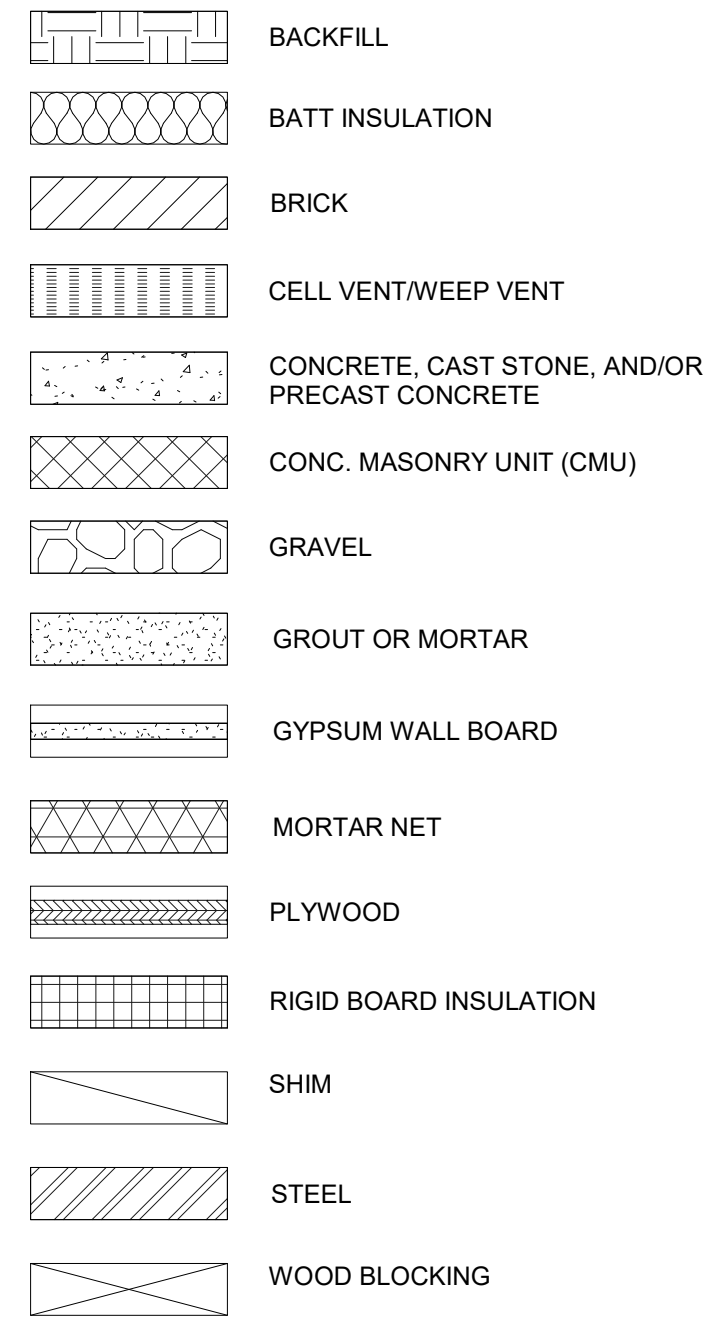 BACKFILL
BATT INSULATION
BRICK
CELL VENT/WEEP VENT
CONCRETE, CAST STONE, AND/OR
PRECAST CONCRETE
CONC. MASONRY UNIT (CMU)
GRAVEL
GROUT OR MORTAR
GYPSUM WALL BOARD
MORTAR NET
PLYWOOD
RIGID BOARD INSULATION
SHIM
STEEL
WOOD BLOCKING